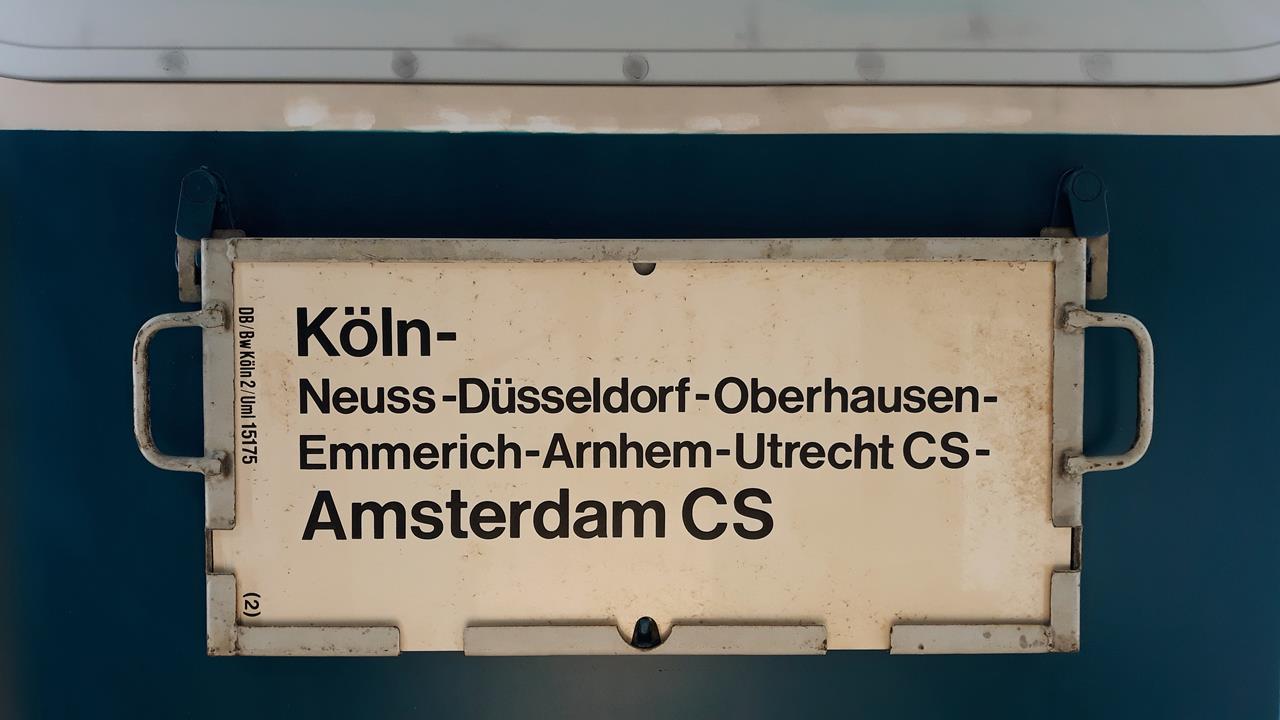 Köln-
Neuss-Düsseldorf-Oberhausen-
Emmerich-Arnhem-Utrecht CS-
Amsterdam CS
DB/Bw Köln 2/Uml 15175
(2)